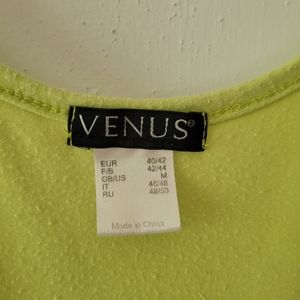 VENUS®
EUR 40/42
F/B 42/44
GB/US M
IT 46/48
RU 48/50
Made in China